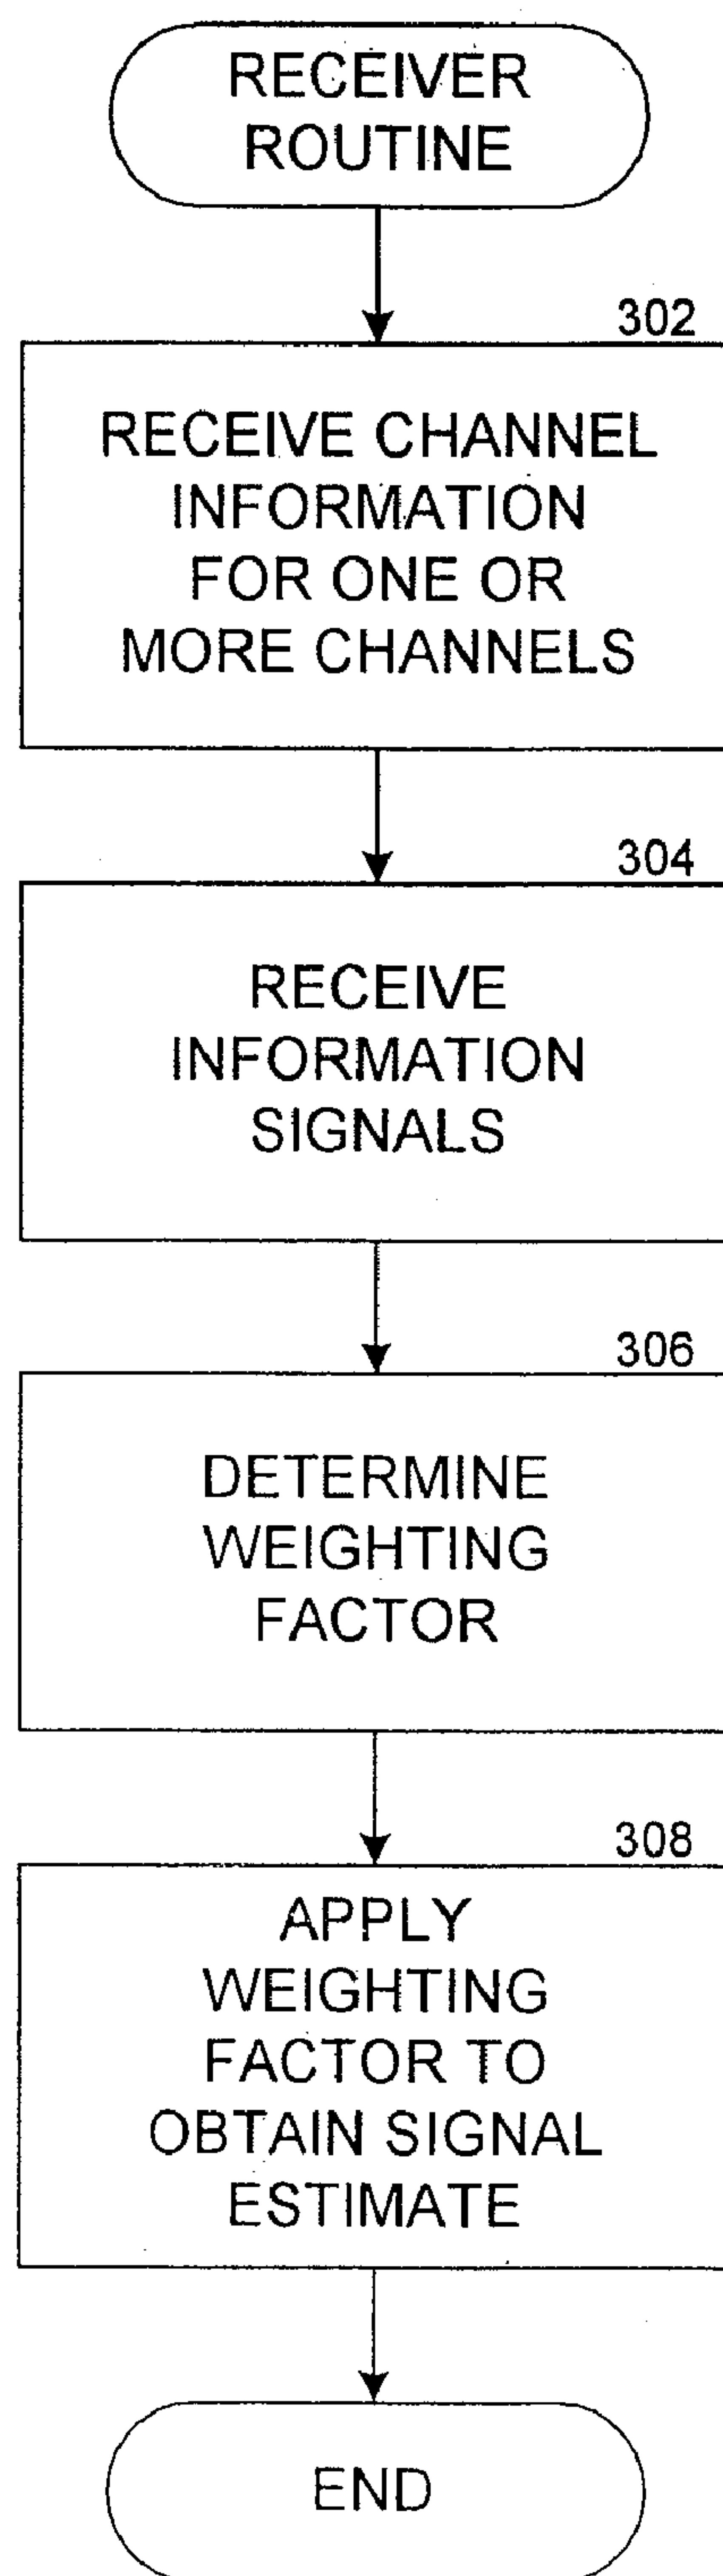 RECEIVER
ROUTINE
302
RECEIVE CHANNEL
INFORMATION
FOR ONE OR
MORE CHANNELS
304
RECEIVE
INFORMATION
SIGNALS
306
DETERMINE
WEIGHTING
FACTOR
308
APPLY
WEIGHTING
FACTOR TO
OBTAIN SIGNAL
ESTIMATE
END